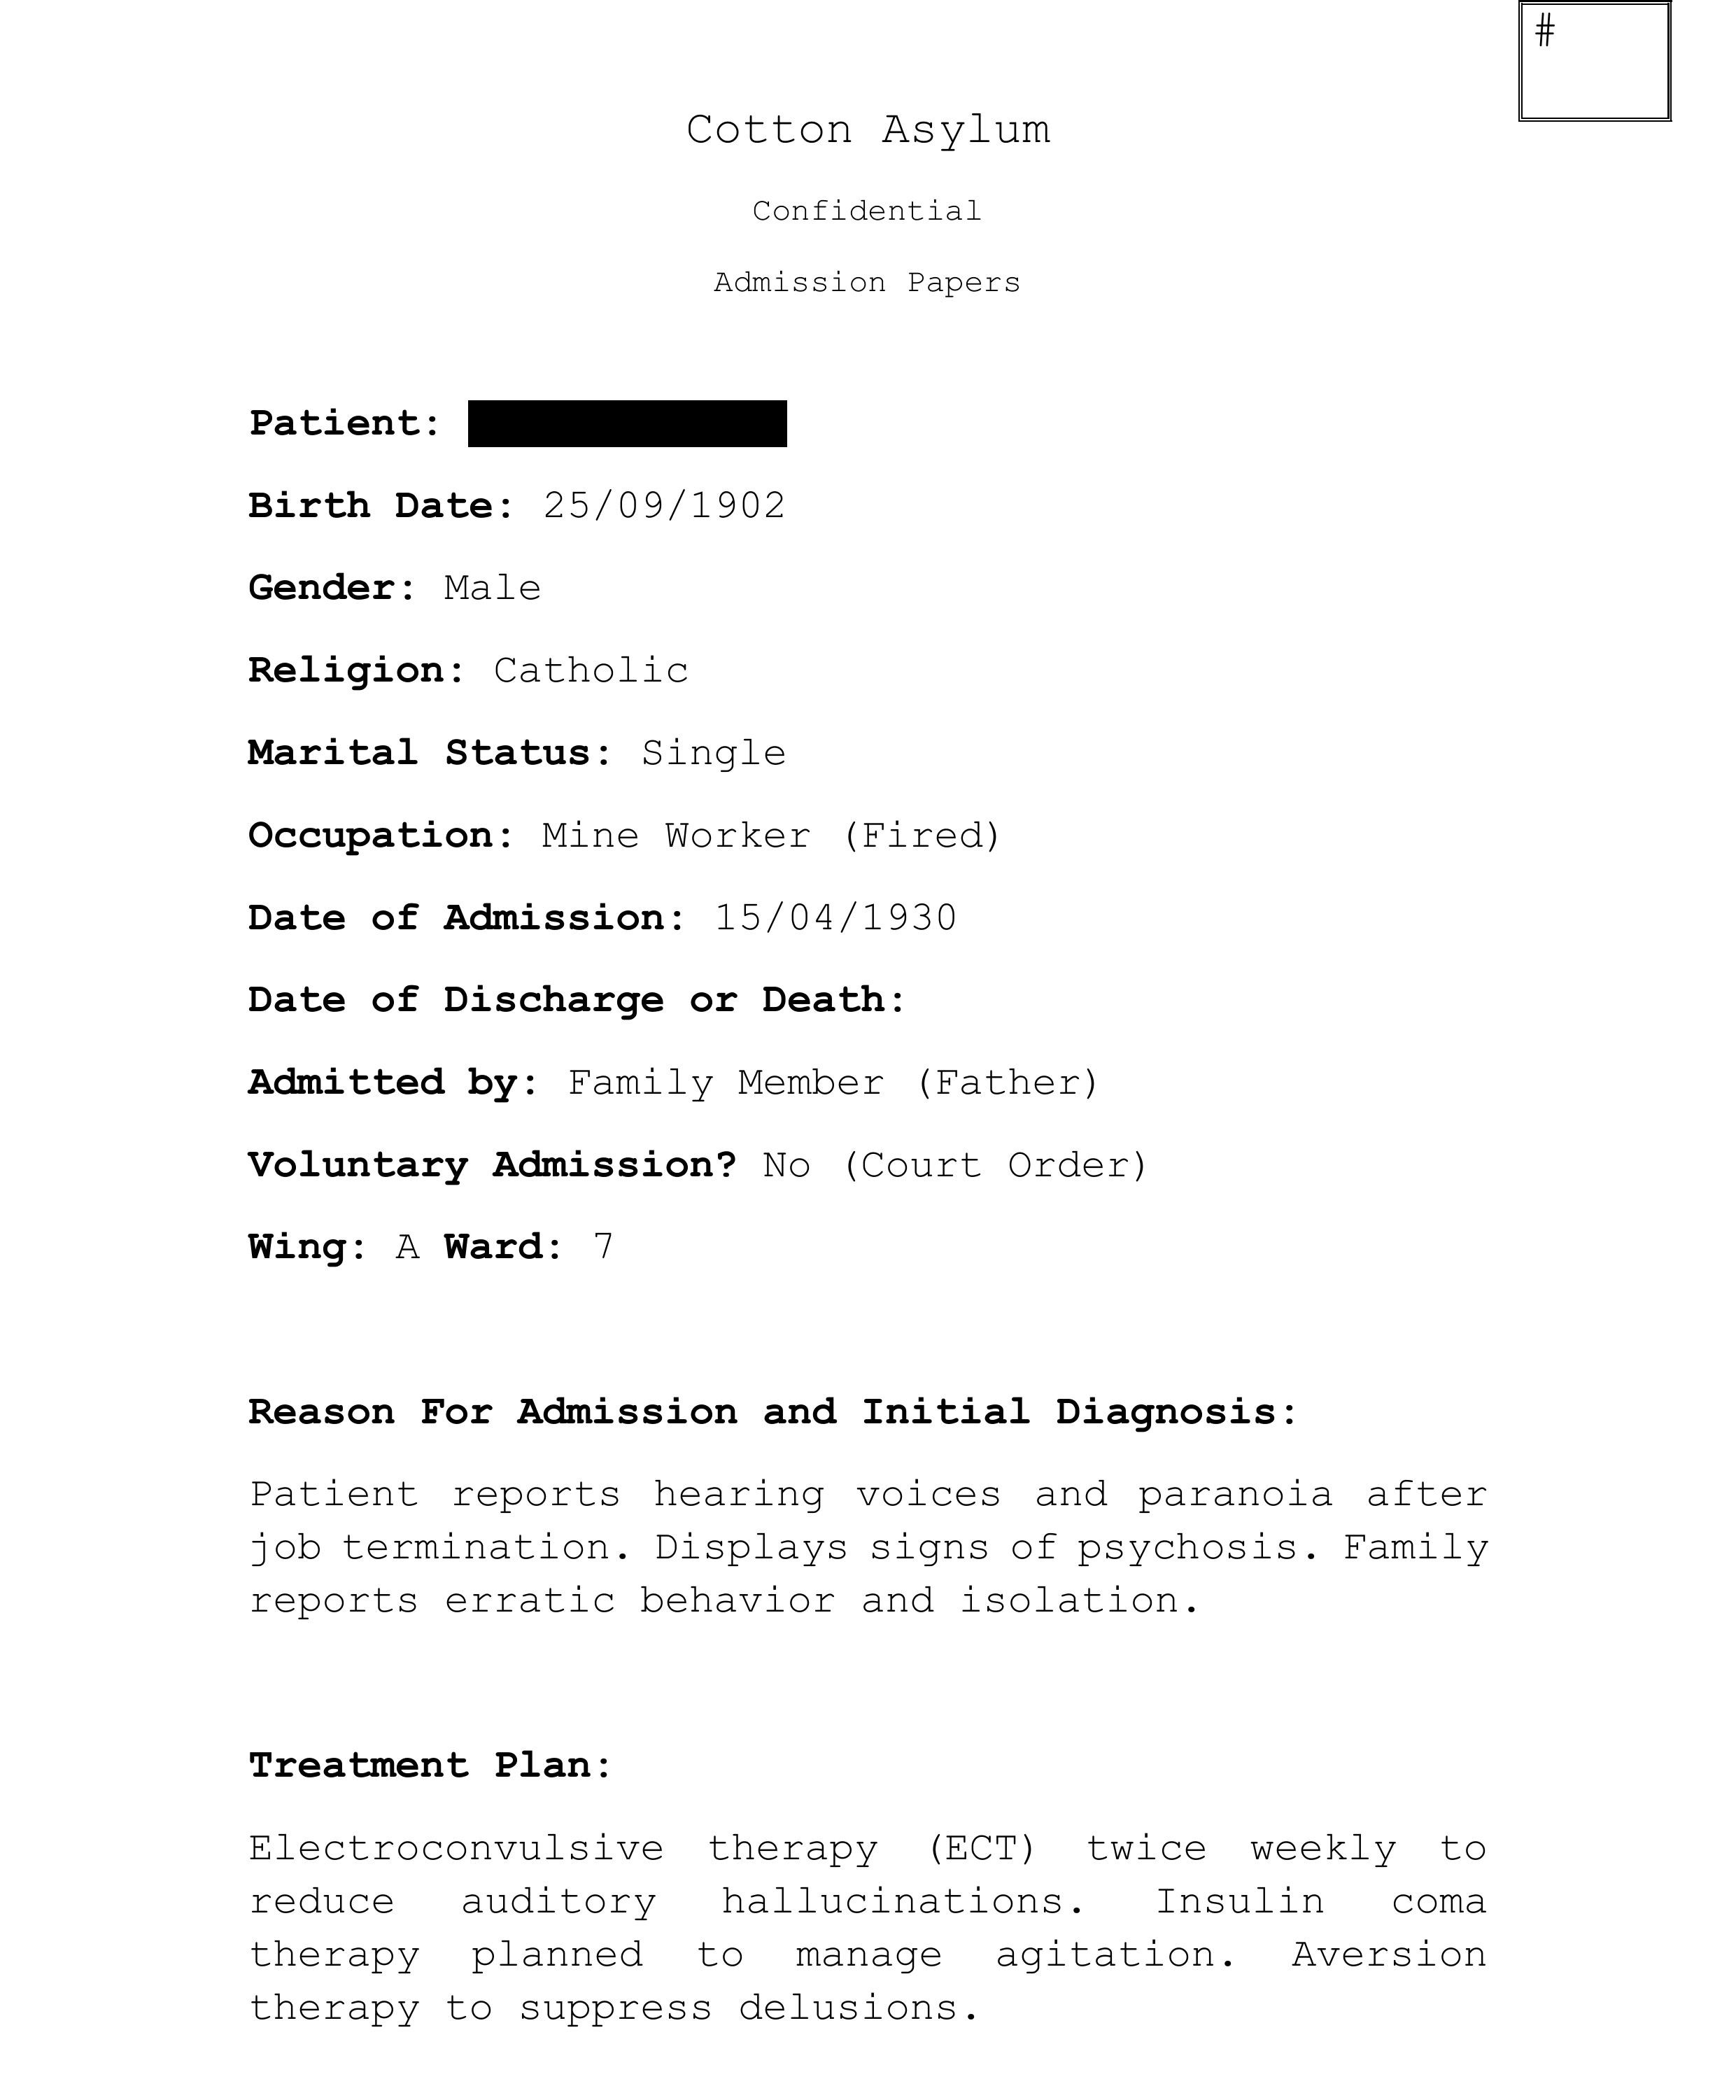 #
Cotton Asylum
Confidential
Admission Papers
Patient:
Birth Date: 25/09/1902
Gender: Male
Religion: Catholic
Marital Status: Single
Occupation: Mine Worker (Fired)
Date of Admission: 15/04/1930
Date of Discharge or Death:
Admitted by: Family Member (Father)
Voluntary Admission? No (Court Order)
Wing: A Ward: 7
Reason For Admission and Initial Diagnosis:
Patient reports hearing voices and paranoia after
job termination. Displays signs of psychosis. Family
reports erratic behavior and isolation.
Treatment Plan:
Electroconvulsive therapy (ECT) twice weekly to
reduce auditory hallucinations. Insulin coma
therapy planned to manage agitation. Aversion
therapy to suppress delusions.